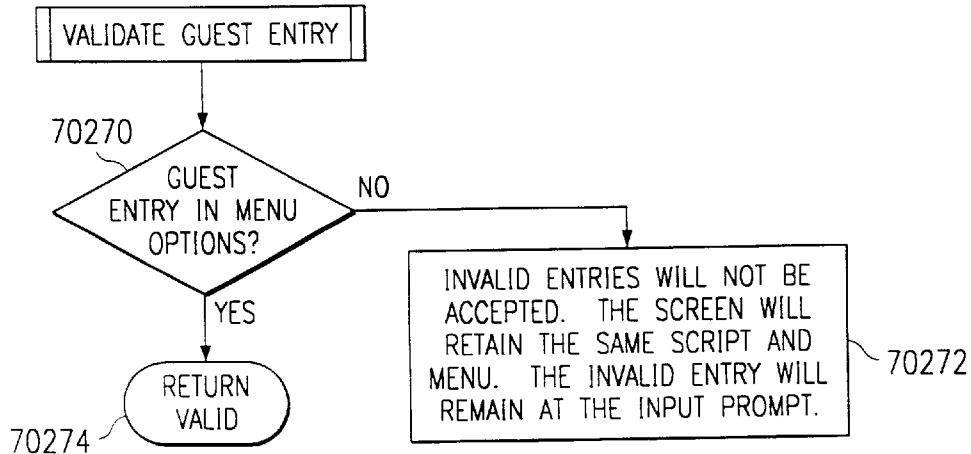 VALIDATE GUEST ENTRY
70270
GUEST
ENTRY IN MENU
OPTIONS?
NO
YES
INVALID ENTRIES WILL NOT BE
ACCEPTED. THE SCREEN WILL
RETAIN THE SAME SCRIPT AND
MENU. THE INVALID ENTRY WILL
REMAIN AT THE INPUT PROMPT.
70272
RETURN
VALID
70274